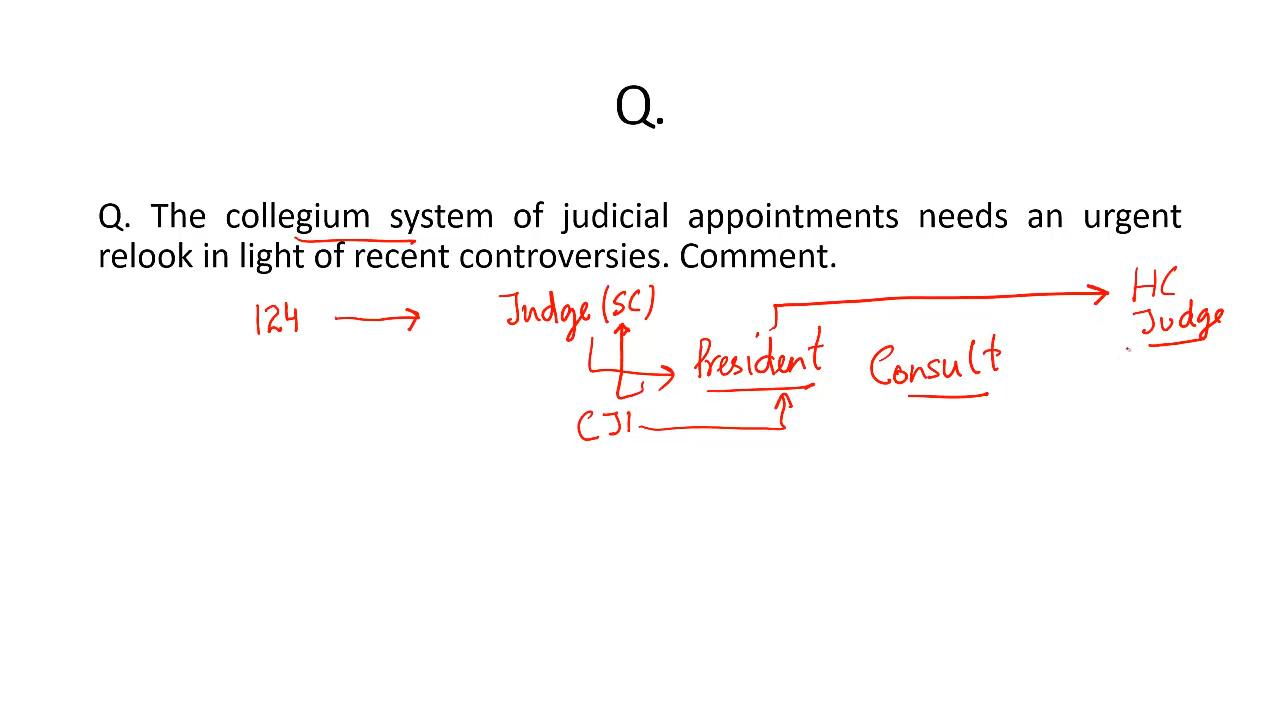 Q.
Q. The collegium system of judicial appointments needs an urgent
relook in light of recent controversies. Comment.
124 Judge (SC) HC
Judge
President Consult
CJI